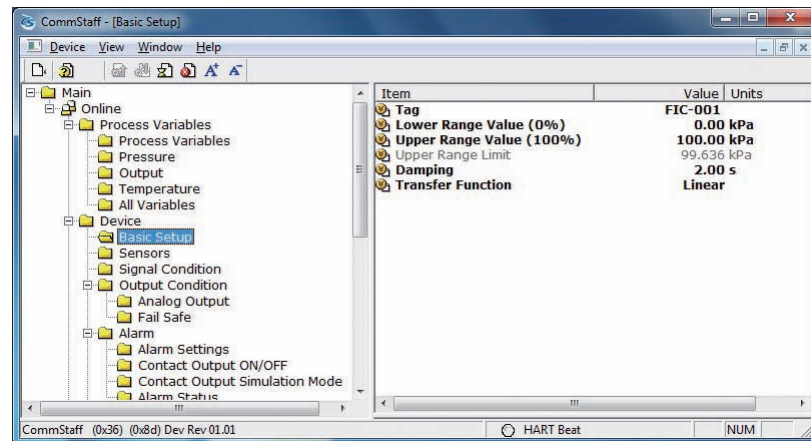 CommStaff - [Basic Setup]
Device View Window Help
Main
Online
Process Variables
Process Variables
Pressure
Output
Temperature
All Variables
Device
Basic Setup
Sensors
Signal Condition
Output Condition
Analog Output
Fail Safe
Alarm
Alarm Settings
Contact Output ON/OFF
Contact Output Simulation Mode
Alarm Status
Item Value Units
Tag FIC-001
Lower Range Value (0%) 0.00 kPa
Upper Range Value (100%) 100.00 kPa
Upper Range Limit 99.636 kPa
Damping 2.00 s
Transfer Function Linear
CommStaff (0x36) (0x8d) Dev Rev 01.01 HART Beat NUM